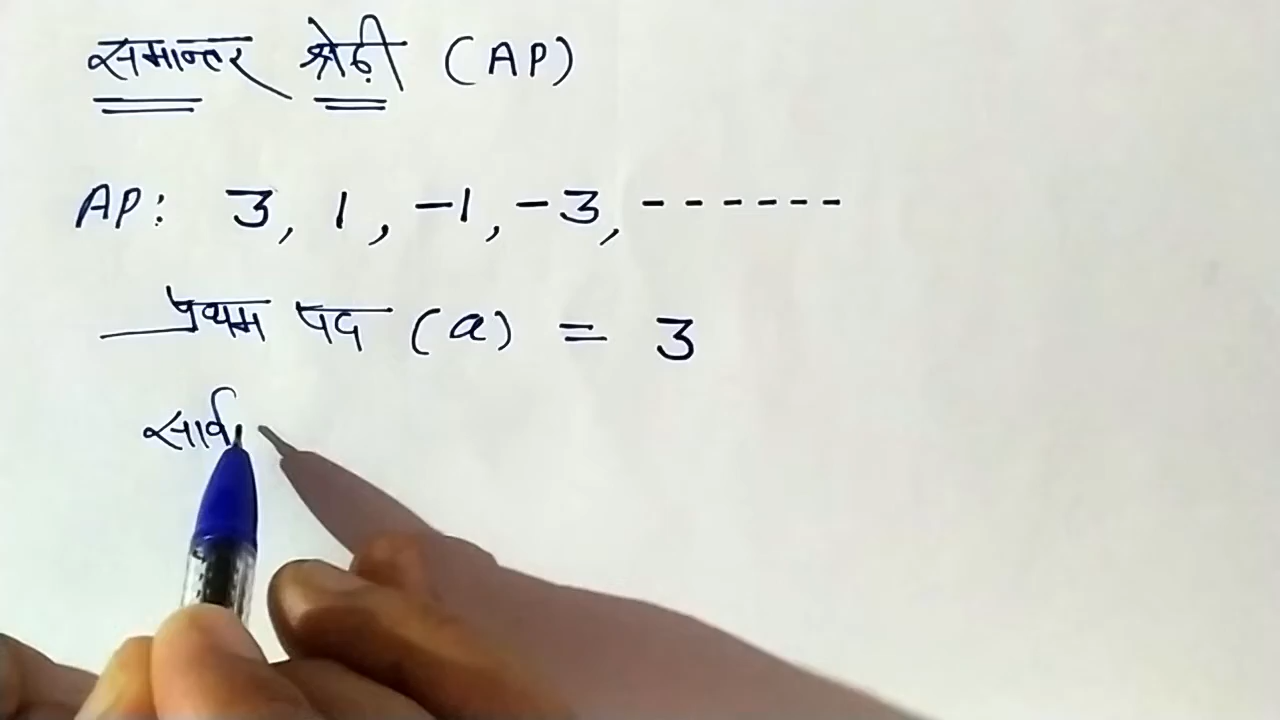 समान्तर श्रेढ़ी (AP)
AP: 3, 1, -1, -3, ------
प्रथम पद (a) = 3
सार्व